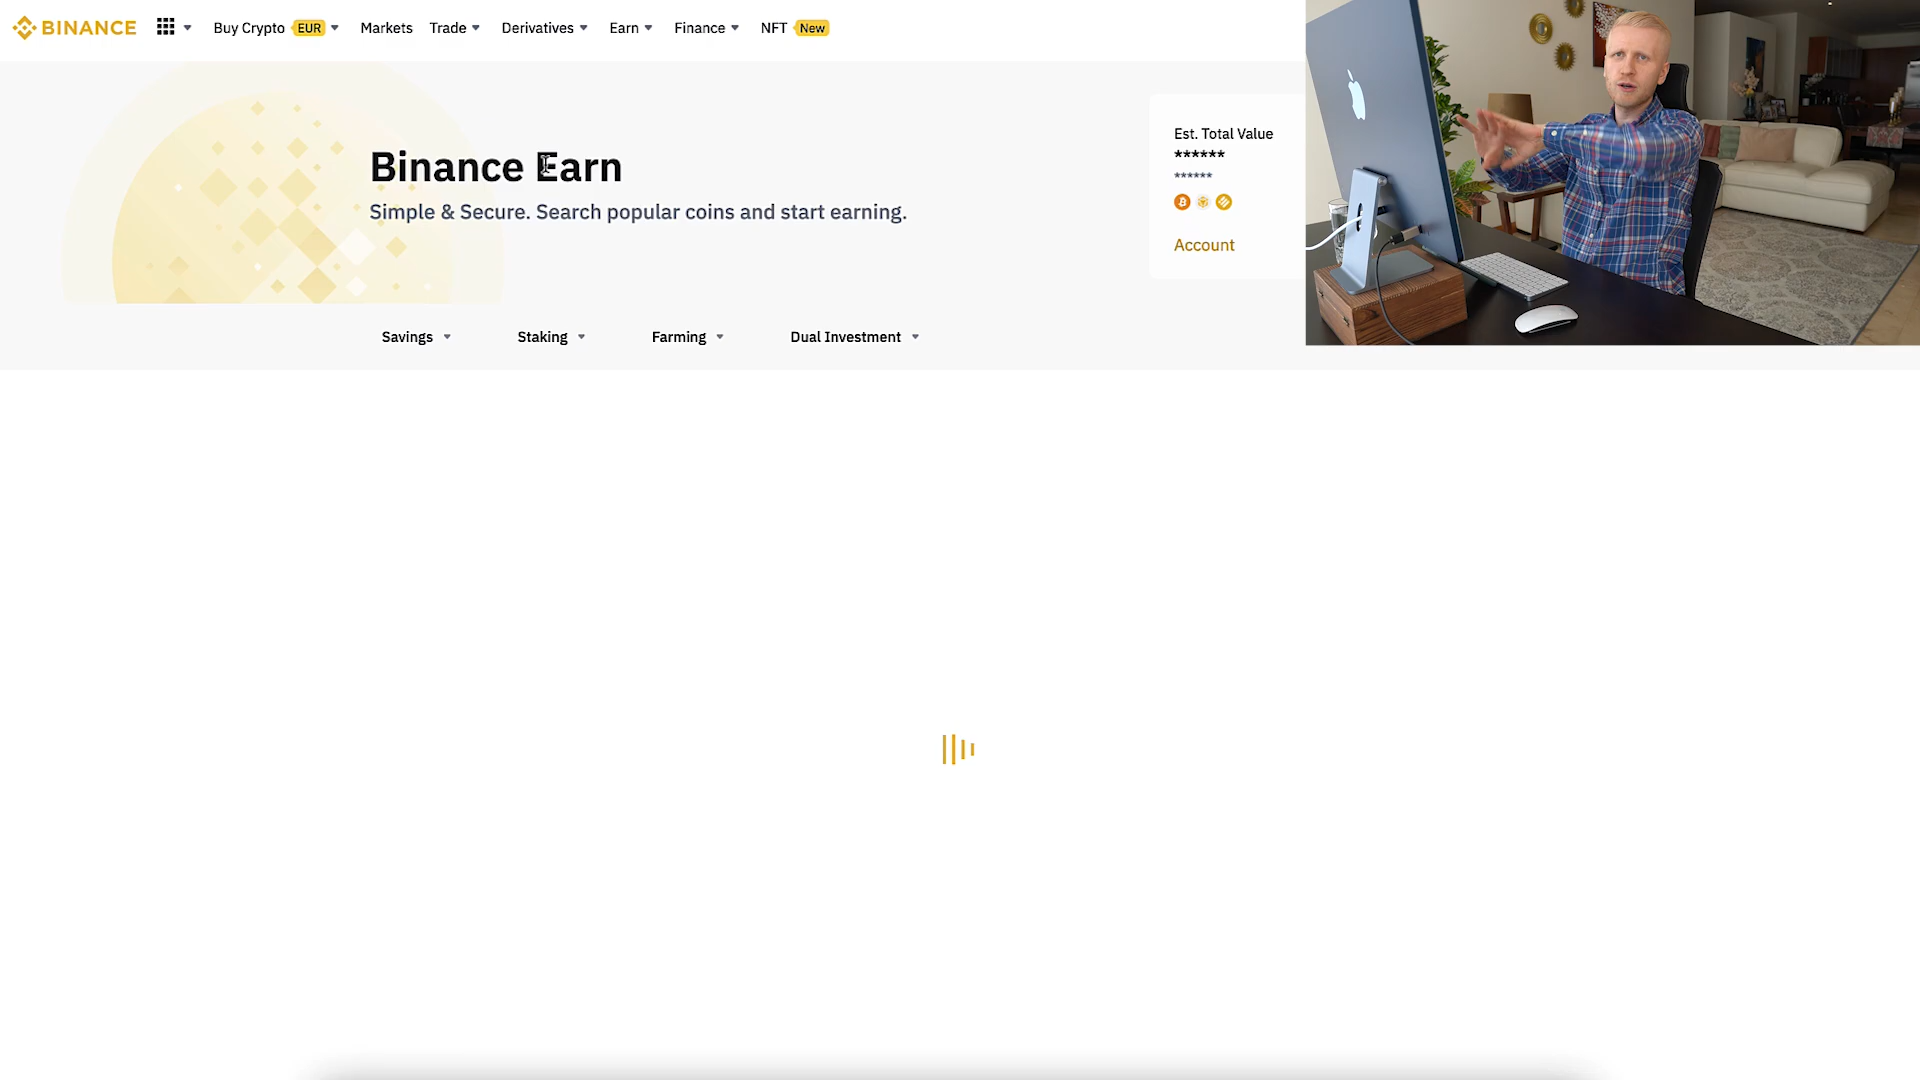 BINANCE Buy Crypto EUR Markets Trade Derivatives Earn Finance NFT New
Binance Earn
Simple & Secure. Search popular coins and start earning.
Est. Total Value
******
******
Account
Savings Staking Farming Dual Investment